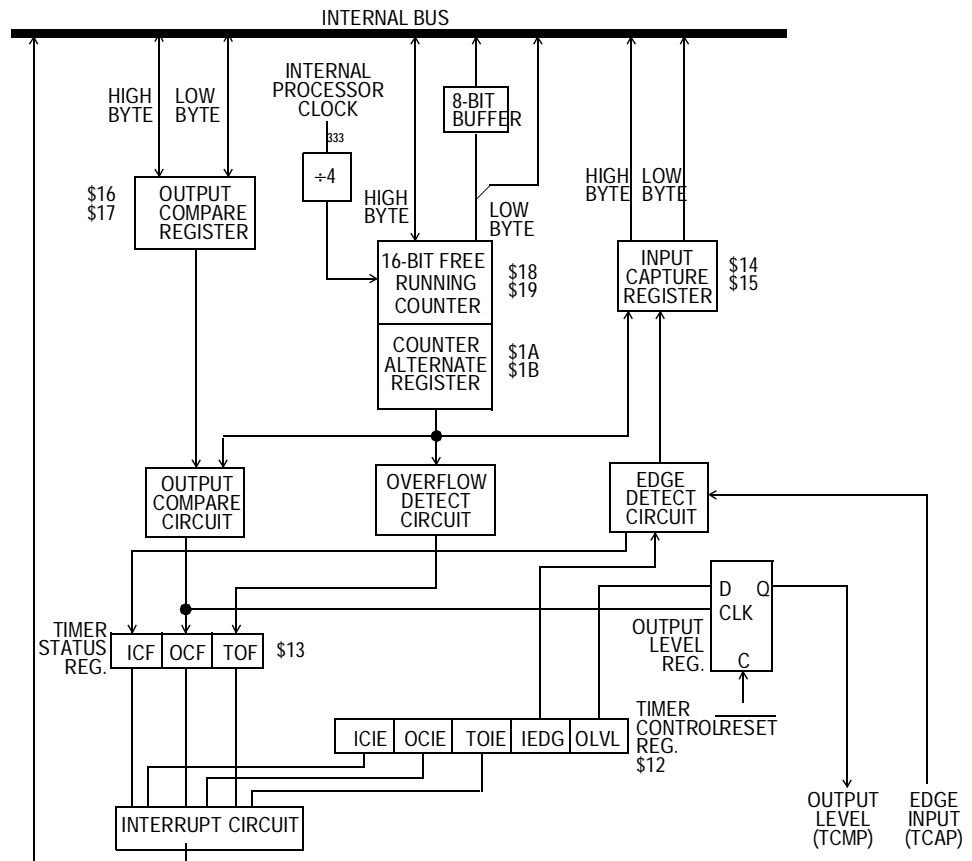 INTERNAL BUS
HIGH
BYTE
LOW
BYTE
INTERNAL
PROCESSOR
CLOCK
333
÷4
8-BIT
BUFFER
HIGH
BYTE
LOW
BYTE
HIGH
BYTE
LOW
BYTE
$16
$17
OUTPUT
COMPARE
REGISTER
16-BIT FREE
RUNNING
COUNTER
$18
$19
COUNTER
ALTERNATE
REGISTER
$1A
$1B
INPUT
CAPTURE
REGISTER
$14
$15
OUTPUT
COMPARE
CIRCUIT
OVERFLOW
DETECT
CIRCUIT
EDGE
DETECT
CIRCUIT
D Q
CLK
C
OUTPUT
LEVEL
REG.
TIMER
STATUS
REG.
ICF OCF TOF
$13
ICIE OCIE TOIE IEDG OLVL
TIMER
CONTROL
REG.
$12
RESET
INTERRUPT CIRCUIT
OUTPUT
LEVEL
(TCMP)
EDGE
INPUT
(TCAP)